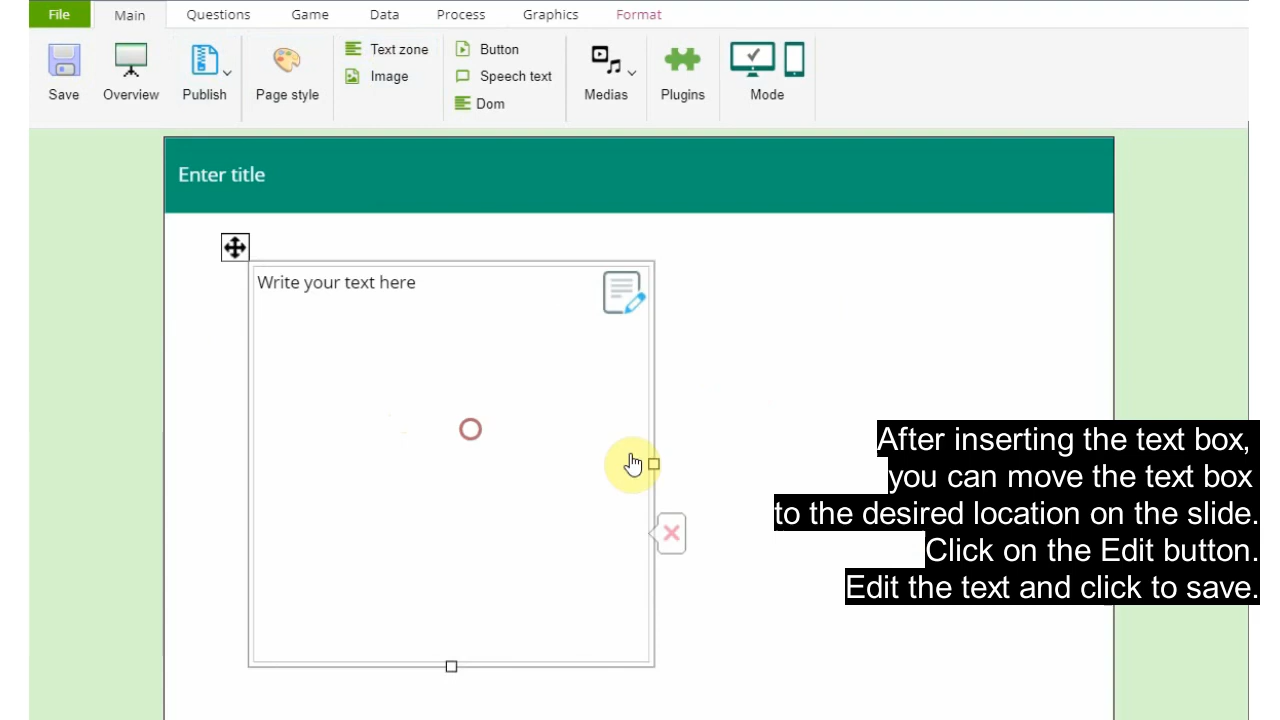 File Main Questions Game Data Process Graphics Format
Text zone Button
Image Speech text
Save Overview Publish Page style Dom Medias Plugins Mode
Enter title
Write your text here
After inserting the text box,
you can move the text box
to the desired location on the slide.
Click on the Edit button.
Edit the text and click to save.